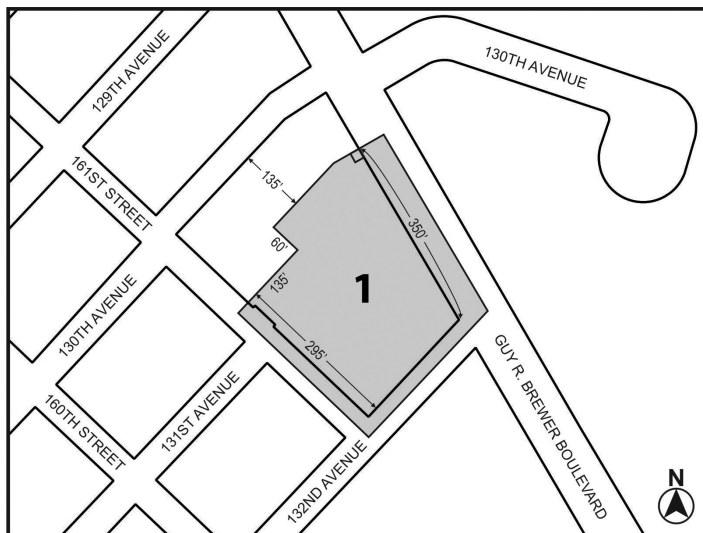 129TH AVENUE
130TH AVENUE
161ST STREET
135'
350'
60'
135'
1
295'
130TH AVENUE
131ST AVENUE
160TH STREET
132ND AVENUE
GUY R. BREWER BOULEVARD
N